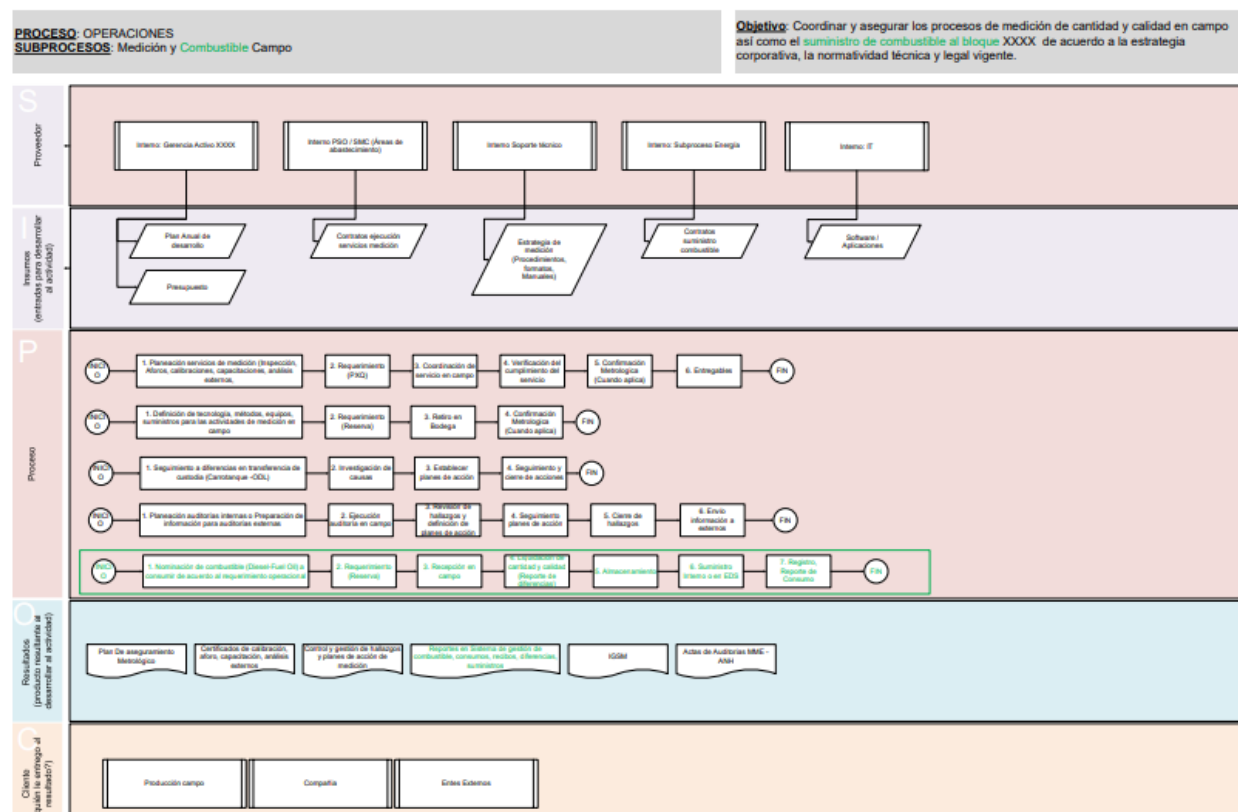 PROCESO: OPERACIONES
SUBPROCESOS: Medición y Combustible Campo
Objetivo: Coordinar y asegurar los procesos de medición de cantidad y calidad en campo
así como el suministro de combustible al bloque XXXX de acuerdo a la estrategia
corporativa, la normatividad técnica y legal vigente.
S
Proveedor
Interno: Gerencia Activo XXXX
Interno PSO / SMC (Áreas de
abastecimiento)
Interno Soporte técnico
Interno: Subproceso Energía
Interno: IT
I
Insumos
(entradas para desarrollar
al actividad)
Plan Anual de
desarrollo
Presupuesto
Contratos ejecución
servicios medición
Estrategia de
medición
(Procedimientos,
formatos,
Manuales)
Contratos
suministro
combustible
Software /
Aplicaciones
P
Proceso
INICI
O
1. Planeación servicios de medición (Inspección,
Aforos, calibraciones, capacitaciones, análisis
externos,
2. Requerimiento
(PXQ)
3. Coordinación de
servicio en campo
4. Verificación del
cumplimiento del
servicio
5. Confirmación
Metrologica
(Cuando aplica)
6. Entregables
FIN
INICI
O
1. Definición de tecnología, métodos, equipos,
suministros para las actividades de medición en
campo
2. Requerimiento
(Reserva)
3. Retiro en
Bodega
4. Confirmación
Metrologica
(Cuando aplica)
FIN
INICI
O
1. Seguimiento a diferencias en transferencia de
custodia (Carrotanque -ODL)
2. Investigación de
causas
3. Establecer
planes de acción
4. Seguimiento y
cierre de acciones
FIN
INICI
O
1. Planeación auditorías internas o Preparación de
información para auditorías externas
2. Ejecución
auditoría en campo
3. Revisión de
hallazgos y
definición de
planes de acción
4. Seguimiento
planes de acción
5. Cierre de
hallazgos
6. Envío
información a
externos
FIN
INICI
O
1. Nominación de combustible (Diesel-Fuel Oil) a
consumir de acuerdo al requerimiento operacional
2. Requerimiento
(Reserva)
3. Recepción en
campo
4. Liquidación de
cantidad y calidad
(Reporte de
diferencias)
5. Almacenamiento
6. Suministro
Interno o en EDS
7. Registro,
Reporte de
Consumo
FIN
O
Resultados
(producto resultante al
desarrollar al actividad)
Plan De aseguramiento
Metrológico
Certificados de calibración,
aforo, capacitación, análisis
externos
Control y gestión de hallazgos
y planes de acción de
medición
Reportes en Sistema de gestión de
combustible, consumos, recibos, diferencias,
suministros
IGSM
Actas de Auditorías MME -
ANH
C
Cliente
quién le entrego al
resultado?)
Producción campo
Compañía
Entes Externos